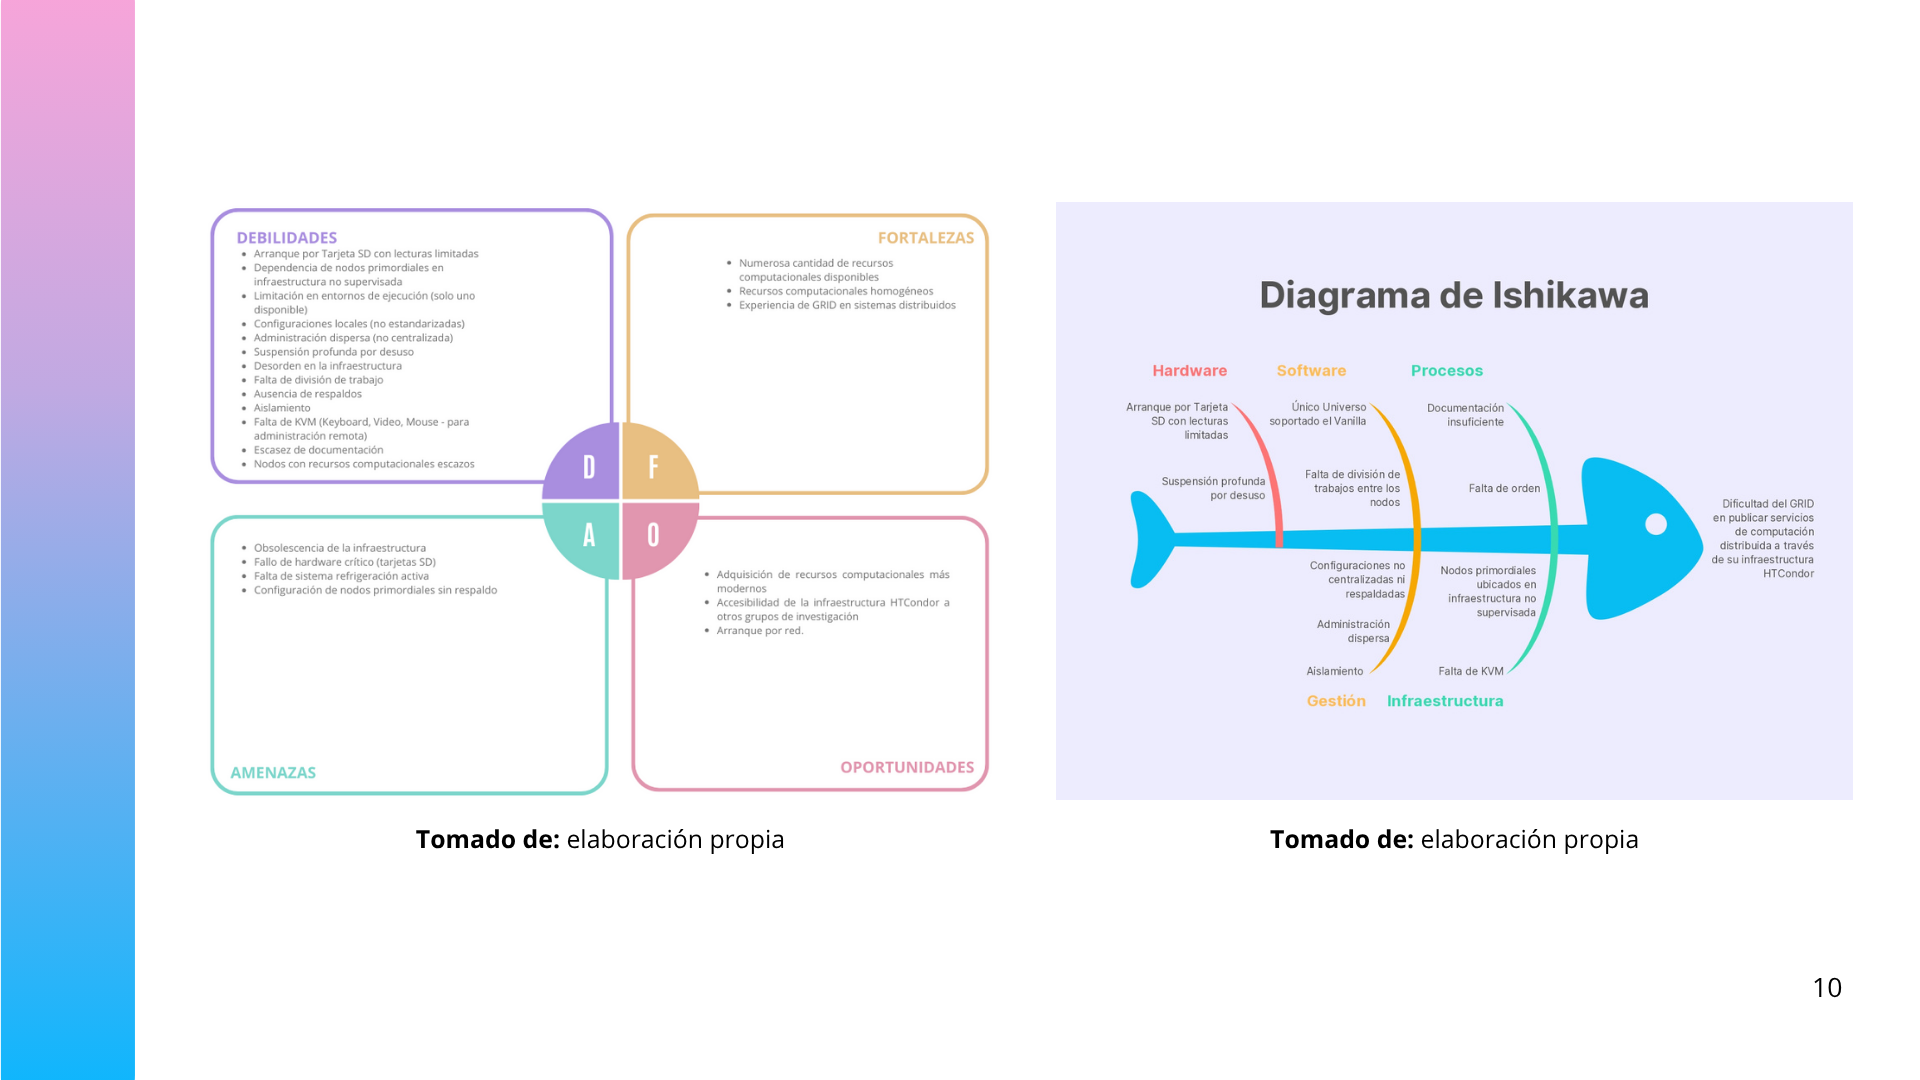 DEBILIDADES
Arranque por Tarjeta SD con lecturas limitadas
Dependencia de nodos primordiales en
infraestructura no supervisada
Limitación en entornos de ejecución (solo uno
disponible)
Configuraciones locales (no estandarizadas)
Administración dispersa (no centralizada)
Suspensión profunda por desuso
Desorden en la infraestructura
Falta de división de trabajo
Ausencia de respaldos
Aislamiento
Falta de KVM (Keyboard, Video, Mouse - para
administración remota)
Escasez de documentación
Nodos con recursos computacionales escazos
FORTALEZAS
Numerosa cantidad de recursos
computacionales disponibles
Recursos computacionales homogéneos
Experiencia de GRID en sistemas distribuidos
D
F
A
O
Obsolescencia de la infraestructura
Fallo de hardware crítico (tarjetas SD)
Falta de sistema refrigeración activa
Configuración de nodos primordiales sin respaldo
AMENAZAS
Adquisición de recursos computacionales más
modernos
Accesibilidad de la infraestructura HTCondor a
otros grupos de investigación
Arranque por red.
OPORTUNIDADES
Tomado de: elaboración propia
Diagrama de Ishikawa
Hardware
Software
Procesos
Arranque por Tarjeta
SD con lecturas
limitadas
Suspensión profunda
por desuso
Único Universo
soportado el Vanilla
Falta de división de
trabajos entre los
nodos
Documentación
insuficiente
Falta de orden
Configuraciones no
centralizadas ni
respaldadas
Administración
dispersa
Aislamiento
Nodos primordiales
ubicados en
infraestructura no
supervisada
Falta de KVM
Gestión
Infraestructura
Dificultad del GRID
en publicar servicios
de computación
distribuida a través
de su infraestructura
HTCondor
Tomado de: elaboración propia
10